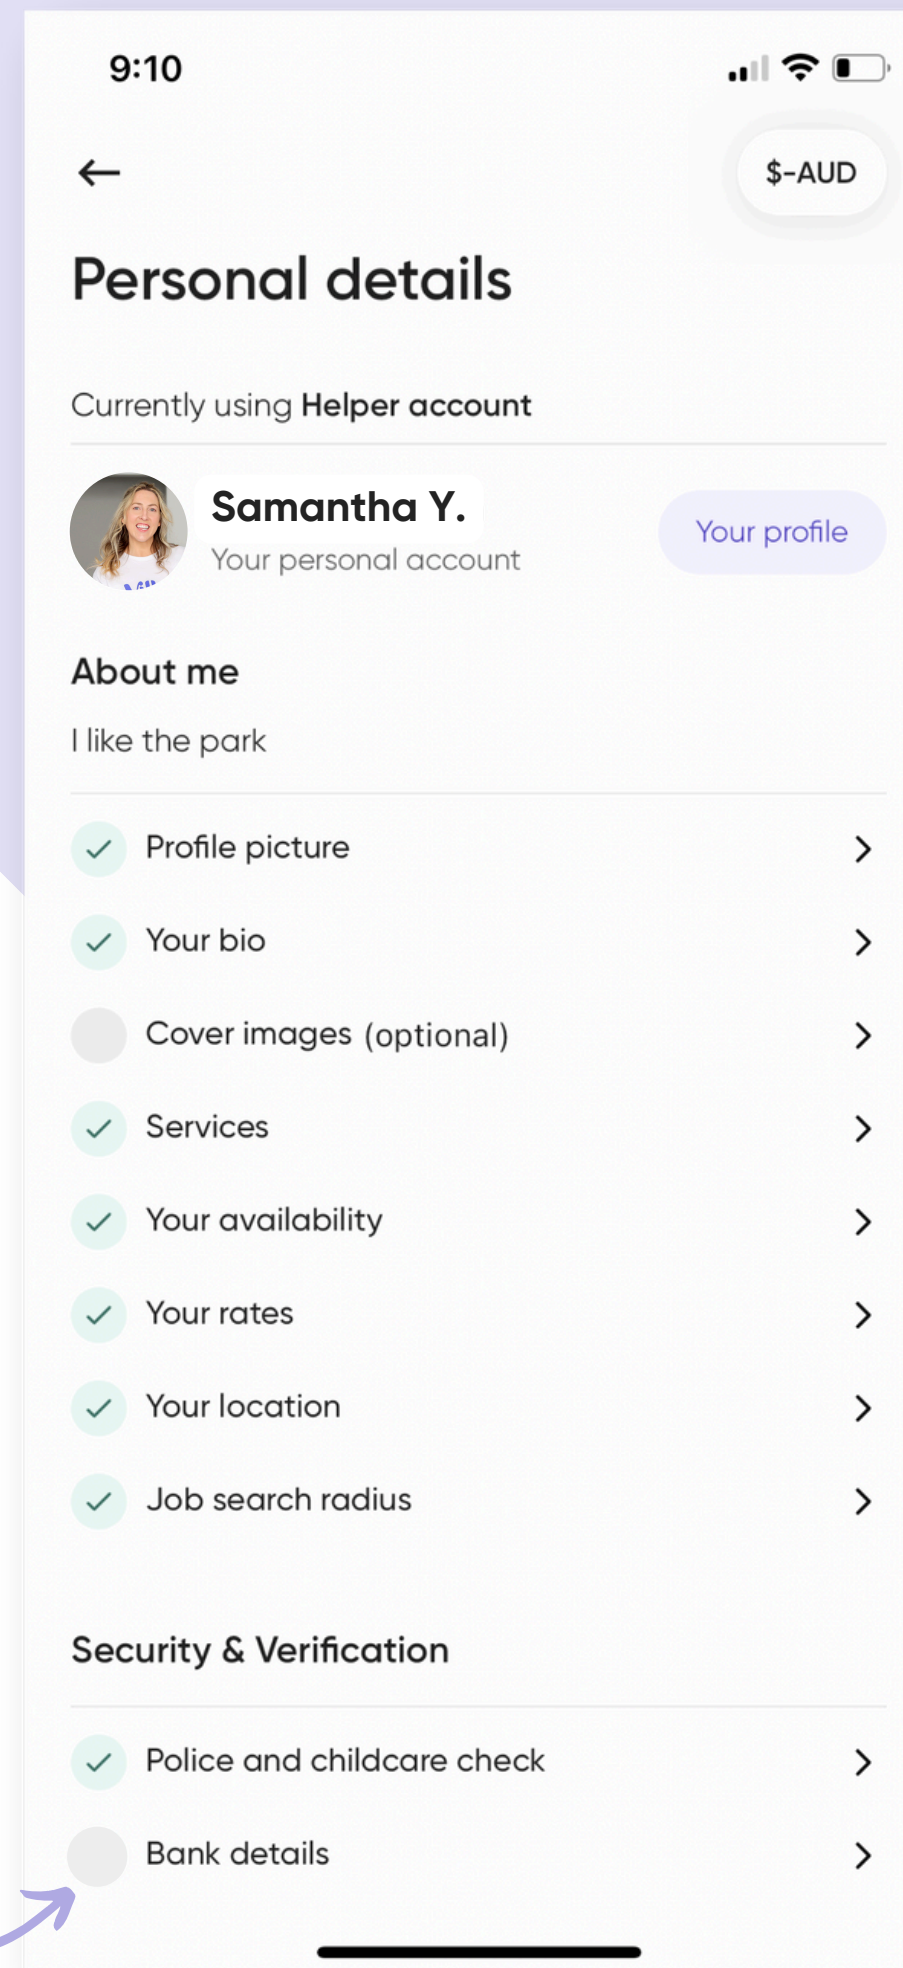 9:10
$-AUD
Personal details
Currently using Helper account
Samantha Y.
Your personal account
Your profile
About me
I like the park
Profile picture
Your bio
Cover images (optional)
Services
Your availability
Your rates
Your location
Job search radius
Security & Verification
Police and childcare check
Bank details